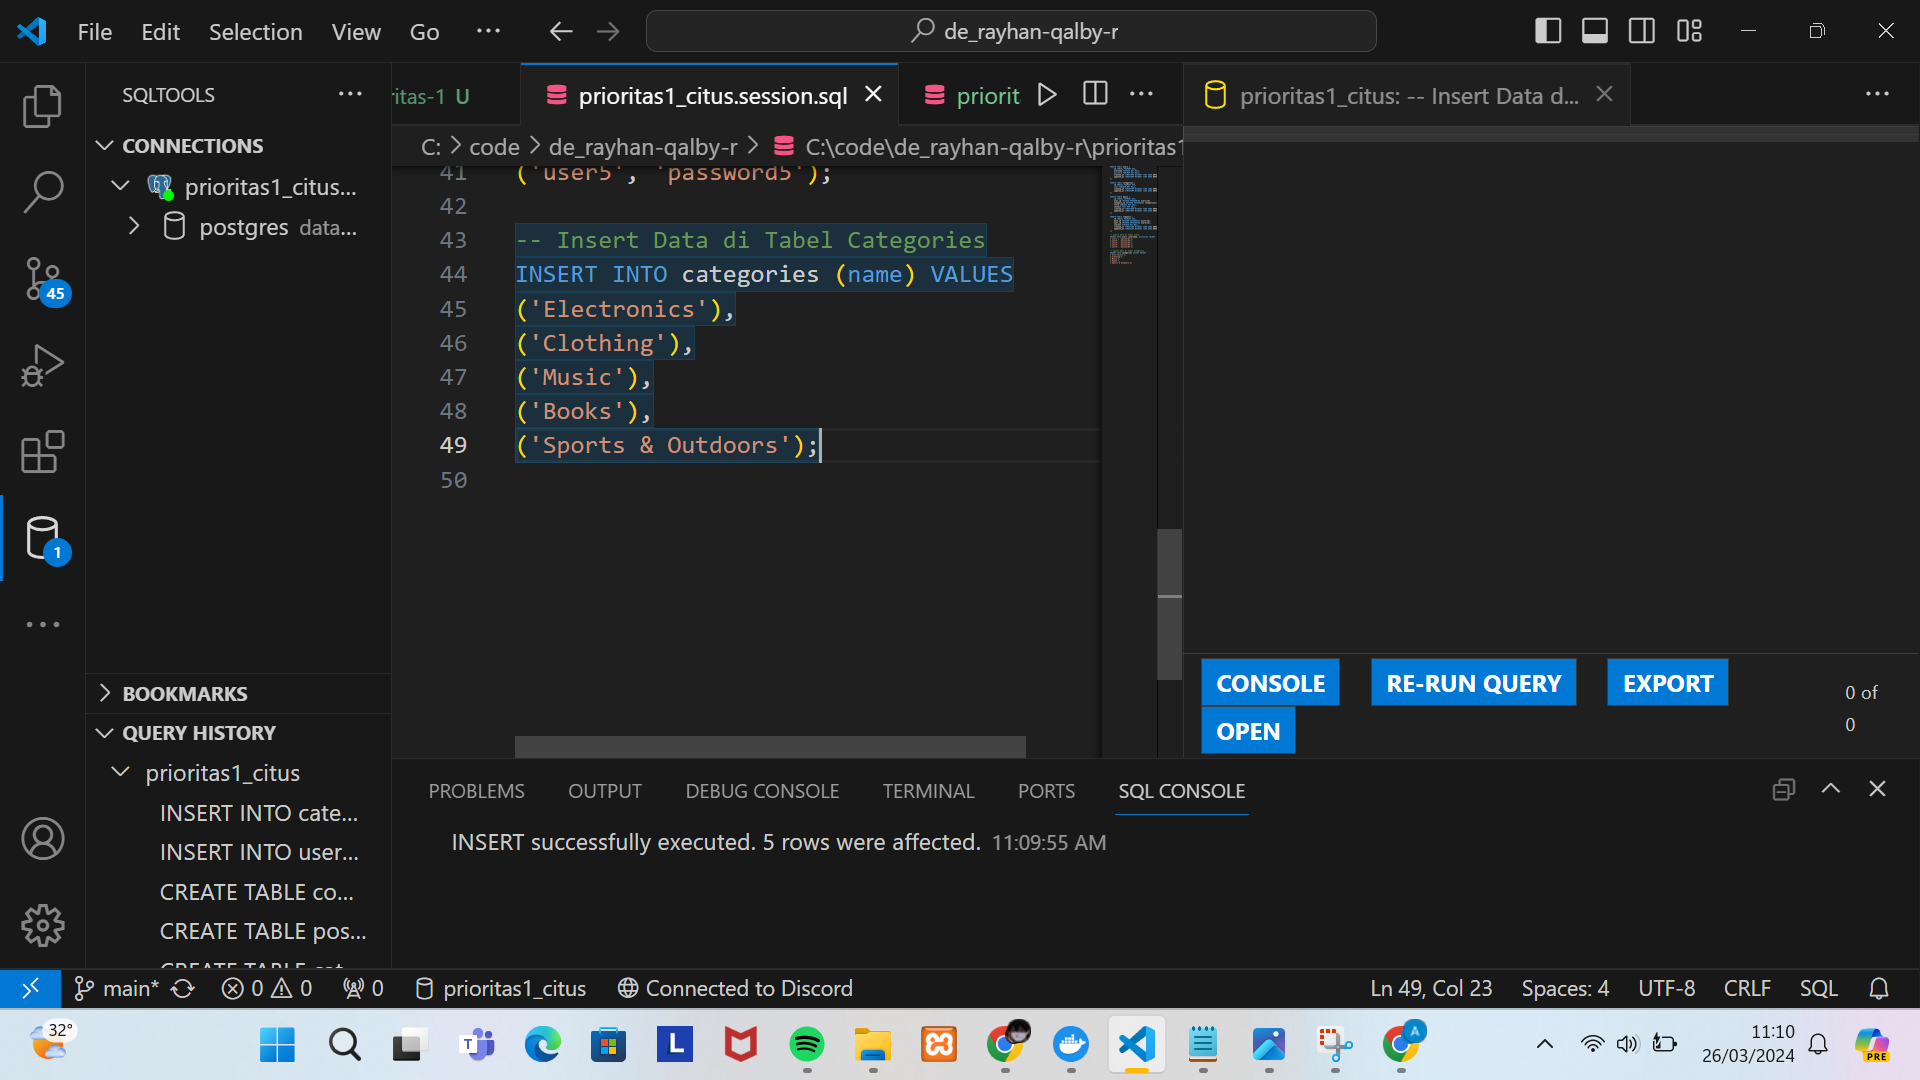 File Edit Selection View Go
de_rayhan-qalby-r
SQLTOOLS
CONNECTIONS
prioritas1_citus...
postgres data...
BOOKMARKS
QUERY HISTORY
prioritas1_citus
INSERT INTO cate...
INSERT INTO user...
CREATE TABLE co...
CREATE TABLE pos...
CREATE TABLE cat...
45
1
ritas-1 U
prioritas1_citus.session.sql
priorit
C: > code > de_rayhan-qalby-r > C:\code\de_rayhan-qalby-r\prioritas1
41 ('user5', 'password5');
42
43 -- Insert Data di Tabel Categories
44 INSERT INTO categories (name) VALUES
45 ('Electronics'),
46 ('Clothing'),
47 ('Music'),
48 ('Books'),
49 ('Sports & Outdoors');
50
prioritas1_citus: -- Insert Data d...
CONSOLE RE-RUN QUERY EXPORT
OPEN
0 of
0
PROBLEMS OUTPUT DEBUG CONSOLE TERMINAL PORTS SQL CONSOLE
INSERT successfully executed. 5 rows were affected. 11:09:55 AM
main* 0 0 0 prioritas1_citus Connected to Discord Ln 49, Col 23 Spaces: 4 UTF-8 CRLF SQL
32°
T
L
A
11:10
26/03/2024
PRE